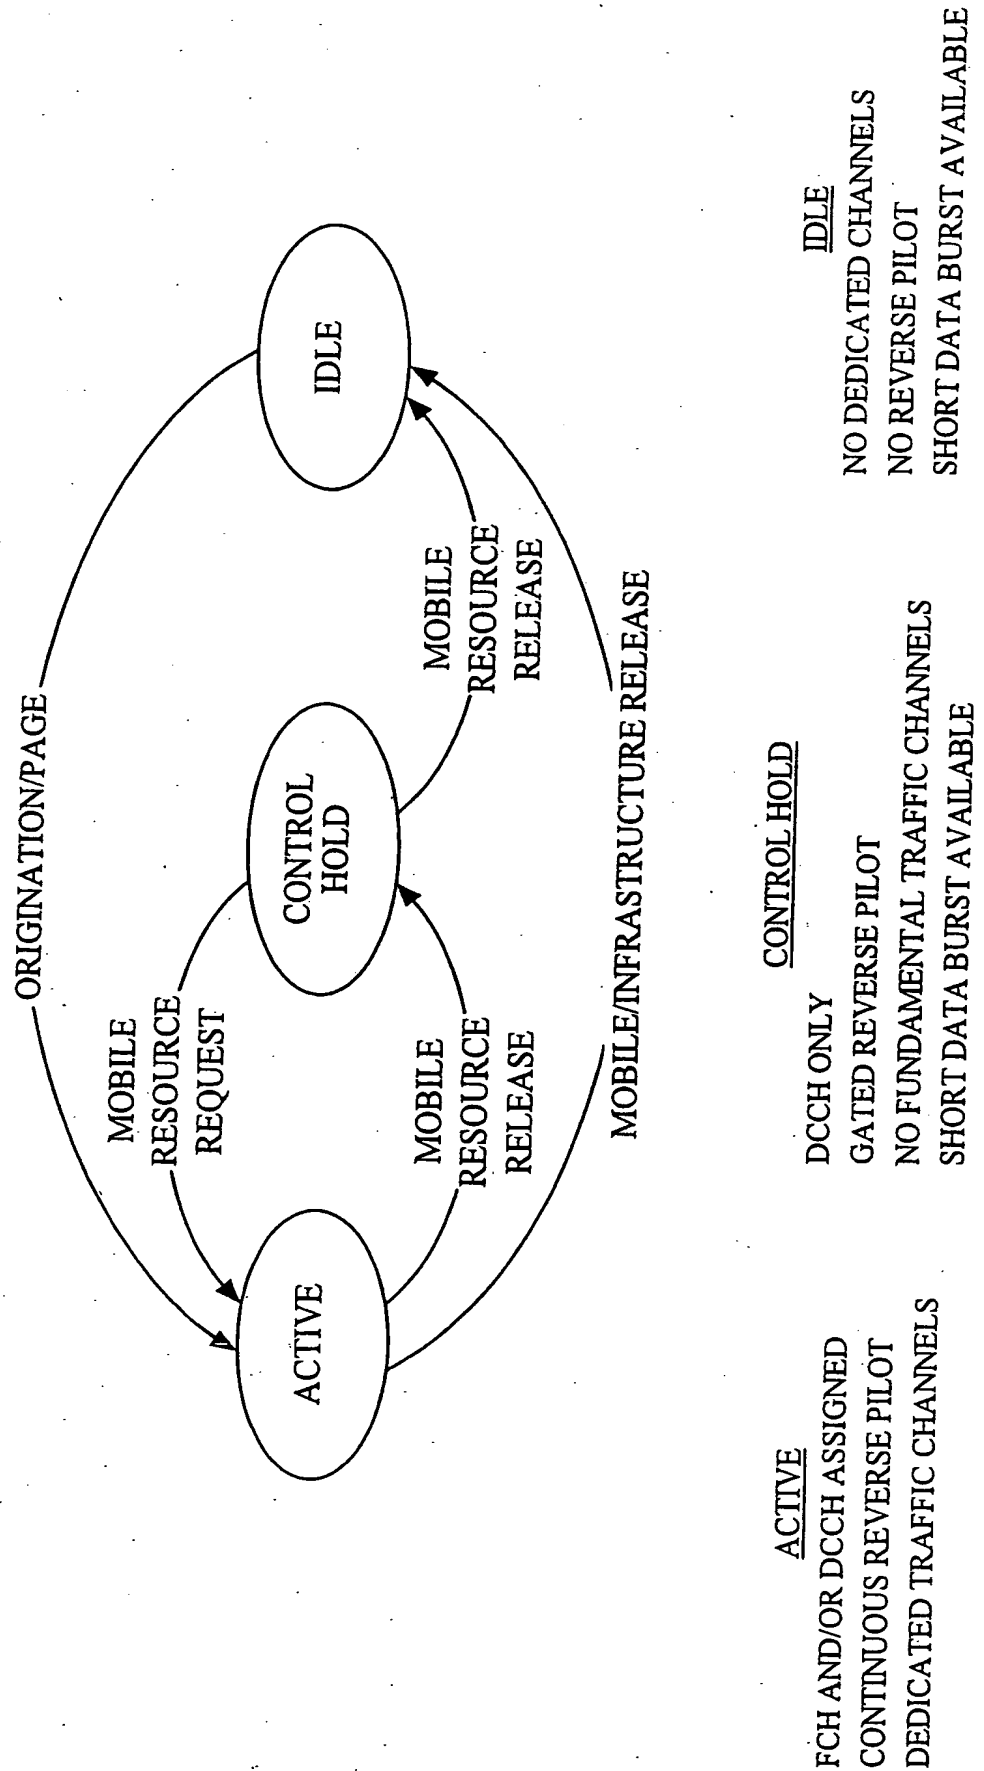 ORIGINATION/PAGE
MOBILE
RESOURCE
REQUEST
ACTIVE
CONTROL
HOLD
IDLE
MOBILE
RESOURCE
RELEASE
MOBILE
RESOURCE
RELEASE
MOBILE/INFRASTRUCTURE RELEASE
ACTIVE
FCH AND/OR DCCH ASSIGNED
CONTINUOUS REVERSE PILOT
DEDICATED TRAFFIC CHANNELS
CONTROL HOLD
DCCH ONLY
GATED REVERSE PILOT
NO FUNDAMENTAL TRAFFIC CHANNELS
SHORT DATA BURST AVAILABLE
IDLE
NO DEDICATED CHANNELS
NO REVERSE PILOT
SHORT DATA BURST AVAILABLE